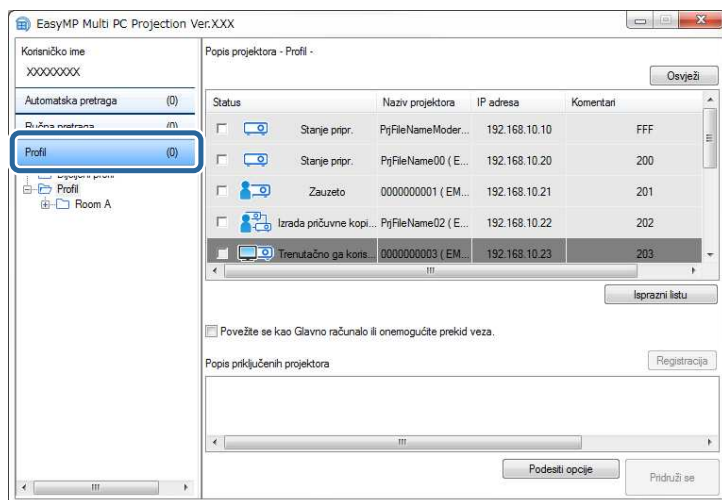 EasyMP Multi PC Projection Ver.XXX
Korisničko ime
XXXXXXXX
Automatska pretraga (0)
Ručna pretraga (0)
Profil (0)
Dijeljeni profil
Profil
Room A
Popis projektora - Profil -
Osvježi
Status Naziv projektora IP adresa Komentari
Stanje pripr. PrjFileNameModer... 192.168.10.10 FFF
Stanje pripr. PrjFileName00 ( E... 192.168.10.20 200
Zauzeto 0000000001 ( EM... 192.168.10.21 201
Izrada pričuvne kopi... PrjFileName02 ( E... 192.168.10.22 202
Trenutačno ga koris... 0000000003 ( EM... 192.168.10.23 203
Isprazni listu
Povežite se kao Glavno računalo ili onemogućite prekid veza.
Popis priključenih projektora
Registracija
Podesiti opcije
Pridruži se